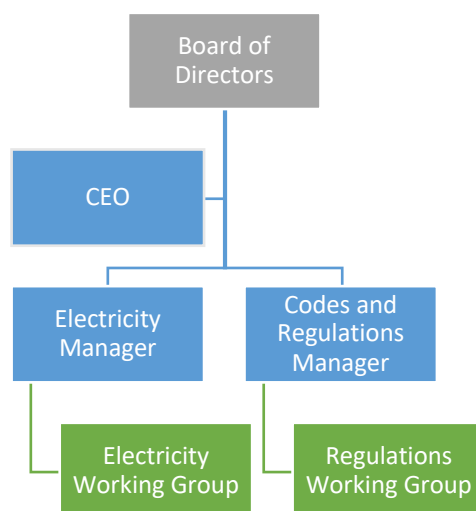 Board of
Directors
CEO
Electricity
Manager
Codes and
Regulations
Manager
Electricity
Working Group
Regulations
Working Group